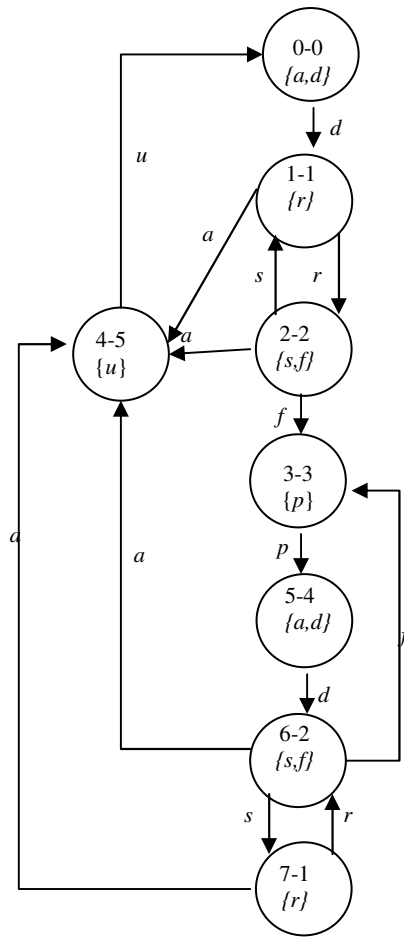 0-0
{a,d}
d
u
1-1
{r}
a
s
r
4-5
{u}
a
2-2
{s,f}
f
3-3
{p}
a
a
p
5-4
{a,d}
d
6-2
{s,f}
s
r
7-1
{r}